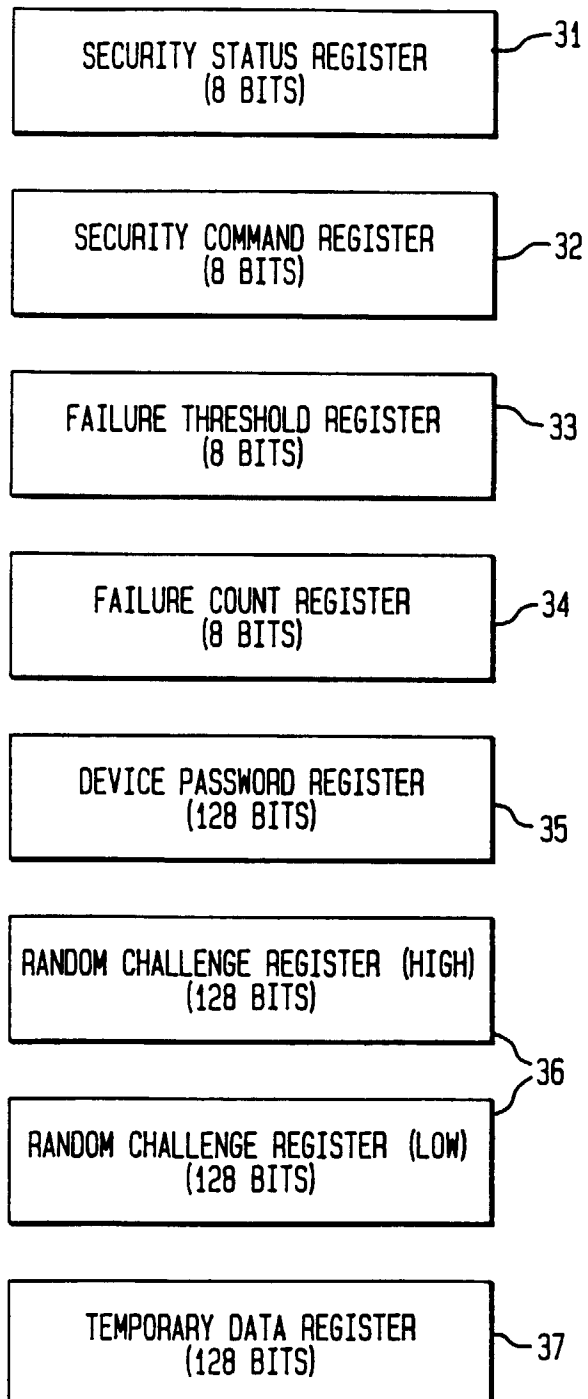 SECURITY STATUS REGISTER
(8 BITS)
31
SECURITY COMMAND REGISTER
(8 BITS)
32
FAILURE THRESHOLD REGISTER
(8 BITS)
33
FAILURE COUNT REGISTER
(8 BITS)
34
DEVICE PASSWORD REGISTER
(128 BITS)
35
RANDOM CHALLENGE REGISTER (HIGH)
(128 BITS)
36
RANDOM CHALLENGE REGISTER (LOW)
(128 BITS)
TEMPORARY DATA REGISTER
(128 BITS)
37